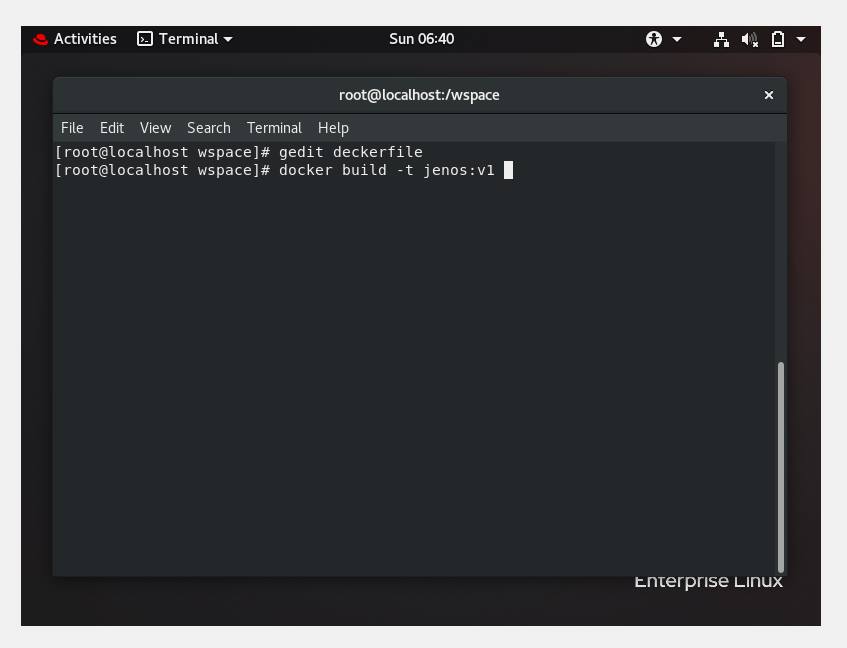 Activities Terminal Sun 06:40
root@localhost:/wspace ×
File Edit View Search Terminal Help
[root@localhost wspace]# gedit deckerfile
[root@localhost wspace]# docker build -t jenos:v1
Enterprise Linux